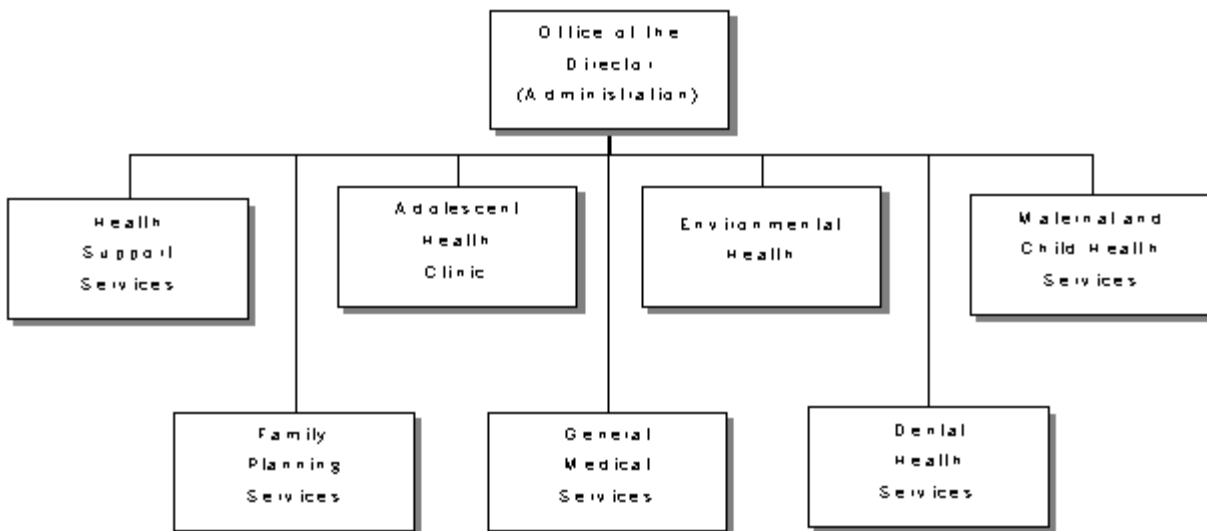 Office of the
Director
(Administration)
Health
Support
Services
Adolescent
Health
Clinic
Environmental
Health
Maternal and
Child Health
Services
Family
Planning
Services
General
Medical
Services
Dental
Health
Services